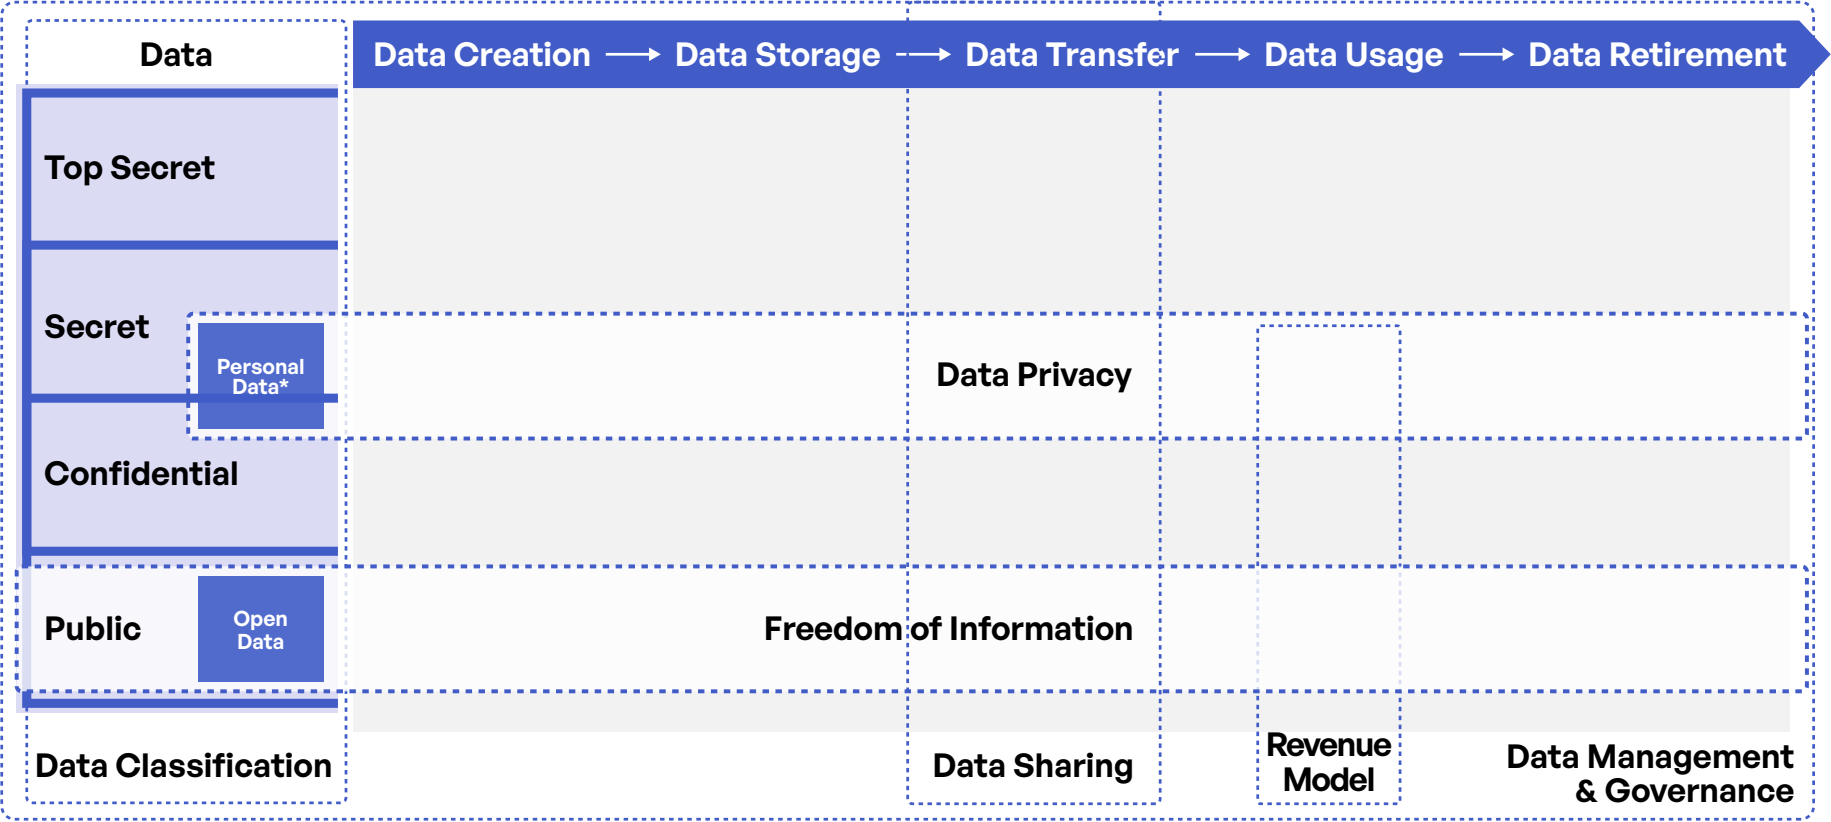 Data
Data Creation → Data Storage → Data Transfer → Data Usage → Data Retirement
Top Secret
Secret
Personal
Data*
Data Privacy
Confidential
Public
Open
Data
Freedom of Information
Data Classification
Data Sharing
Revenue
Model
Data Management
& Governance